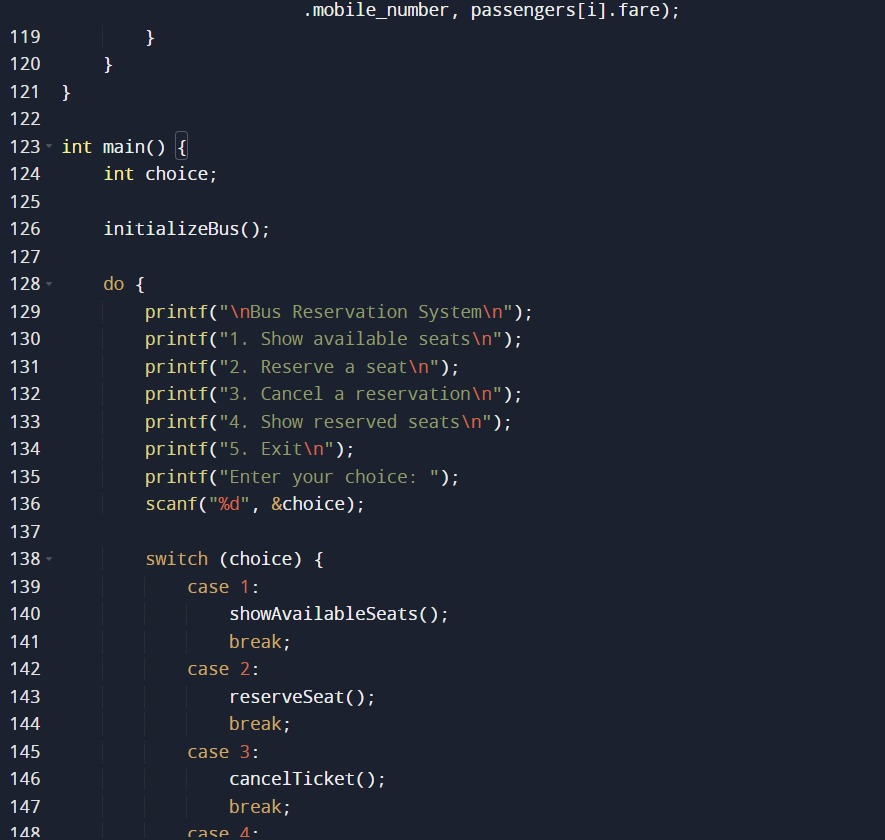 .mobile_number, passengers[i].fare);
119 }
120 }
121 }
122
123 int main() {
124 int choice;
125
126 initializeBus();
127
128 do {
129 printf("\nBus Reservation System\n");
130 printf("1. Show available seats\n");
131 printf("2. Reserve a seat\n");
132 printf("3. Cancel a reservation\n");
133 printf("4. Show reserved seats\n");
134 printf("5. Exit\n");
135 printf("Enter your choice: ");
136 scanf("%d", &choice);
137
138 switch (choice) {
139 case 1:
140 showAvailableSeats();
141 break;
142 case 2:
143 reserveSeat();
144 break;
145 case 3:
146 cancelTicket();
147 break;
148 case 4: